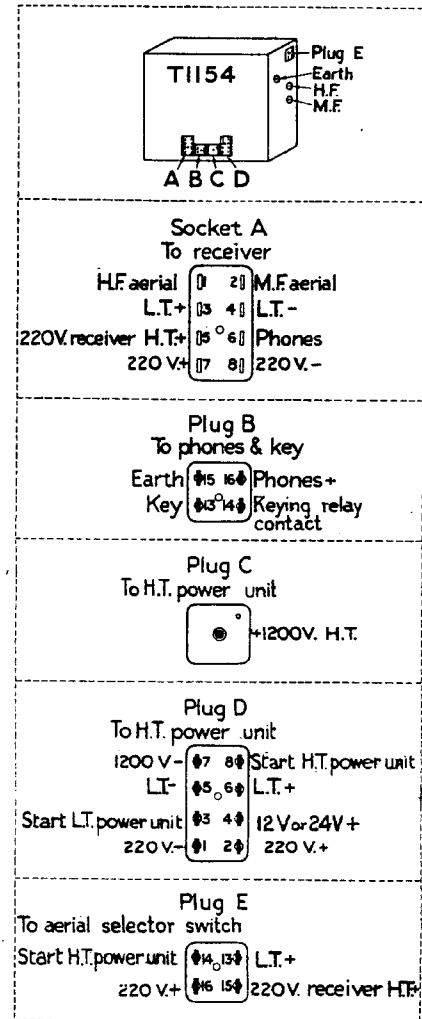 T1154
Plug E
Earth
H.F.
M.F.
A B C D
Socket A
To receiver
H.F. aerial 1 2 M.F. aerial
L.T.+ 3 4 L.T.-
220V. receiver H.T.+ 5 6 Phones
220 V.+ 7 8 220 V.-
Plug B
To phones & key
Earth 15 16 Phones+
Key 13 14 Keying relay
contact
Plug C
To H.T. power unit
+1200V. H.T.
Plug D
To H.T. power unit
1200 V- 7 8 Start H.T. power unit
L.T- 5 6 L.T.+
Start L.T. power unit 3 4 12V or 24V+
220 V.- 1 2 220 V.+
Plug E
To aerial selector switch
Start H.T. power unit 14 13 L.T.+
220 V.+ 16 15 220V. receiver H.T.+